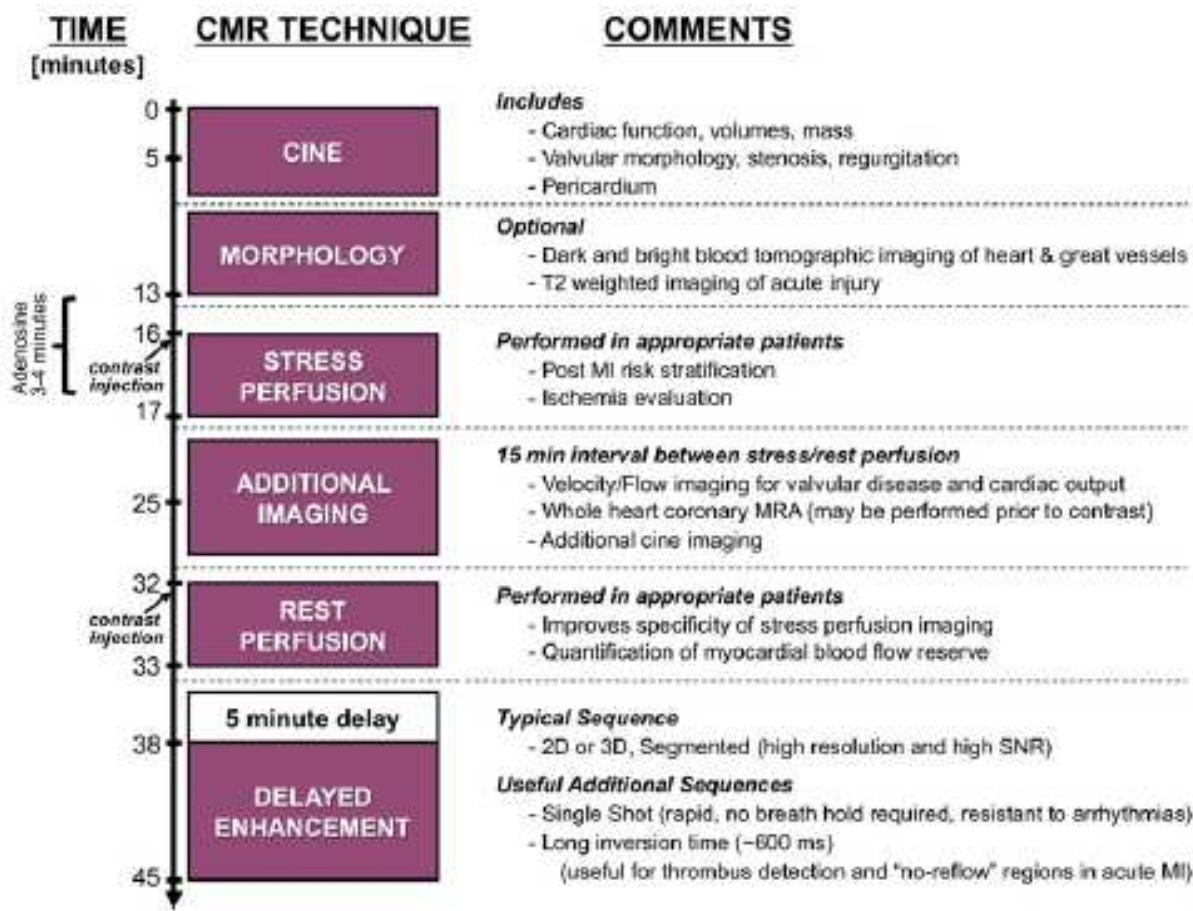 TIME CMR TECHNIQUE COMMENTS
[minutes]
0
5
CINE
Includes
- Cardiac function, volumes, mass
- Valvular morphology, stenosis, regurgitation
- Pericardium
MORPHOLOGY
13
Optional
- Dark and bright blood tomographic imaging of heart & great vessels
- T2 weighted imaging of acute injury
Adenosine
3-4 minutes
16
contrast
injection
17
STRESS
PERFUSION
Performed in appropriate patients
- Post MI risk stratification
- Ischemia evaluation
25
ADDITIONAL
IMAGING
15 min interval between stress/rest perfusion
- Velocity/Flow imaging for valvular disease and cardiac output
- Whole heart coronary MRA (may be performed prior to contrast)
- Additional cine imaging
32
contrast
injection
33
REST
PERFUSION
Performed in appropriate patients
- Improves specificity of stress perfusion imaging
- Quantification of myocardial blood flow reserve
5 minute delay
38
DELAYED
ENHANCEMENT
45
Typical Sequence
- 2D or 3D, Segmented (high resolution and high SNR)
Useful Additional Sequences
- Single Shot (rapid, no breath hold required, resistant to arrhythmias)
- Long inversion time (~600 ms)
(useful for thrombus detection and "no-reflow" regions in acute MI)